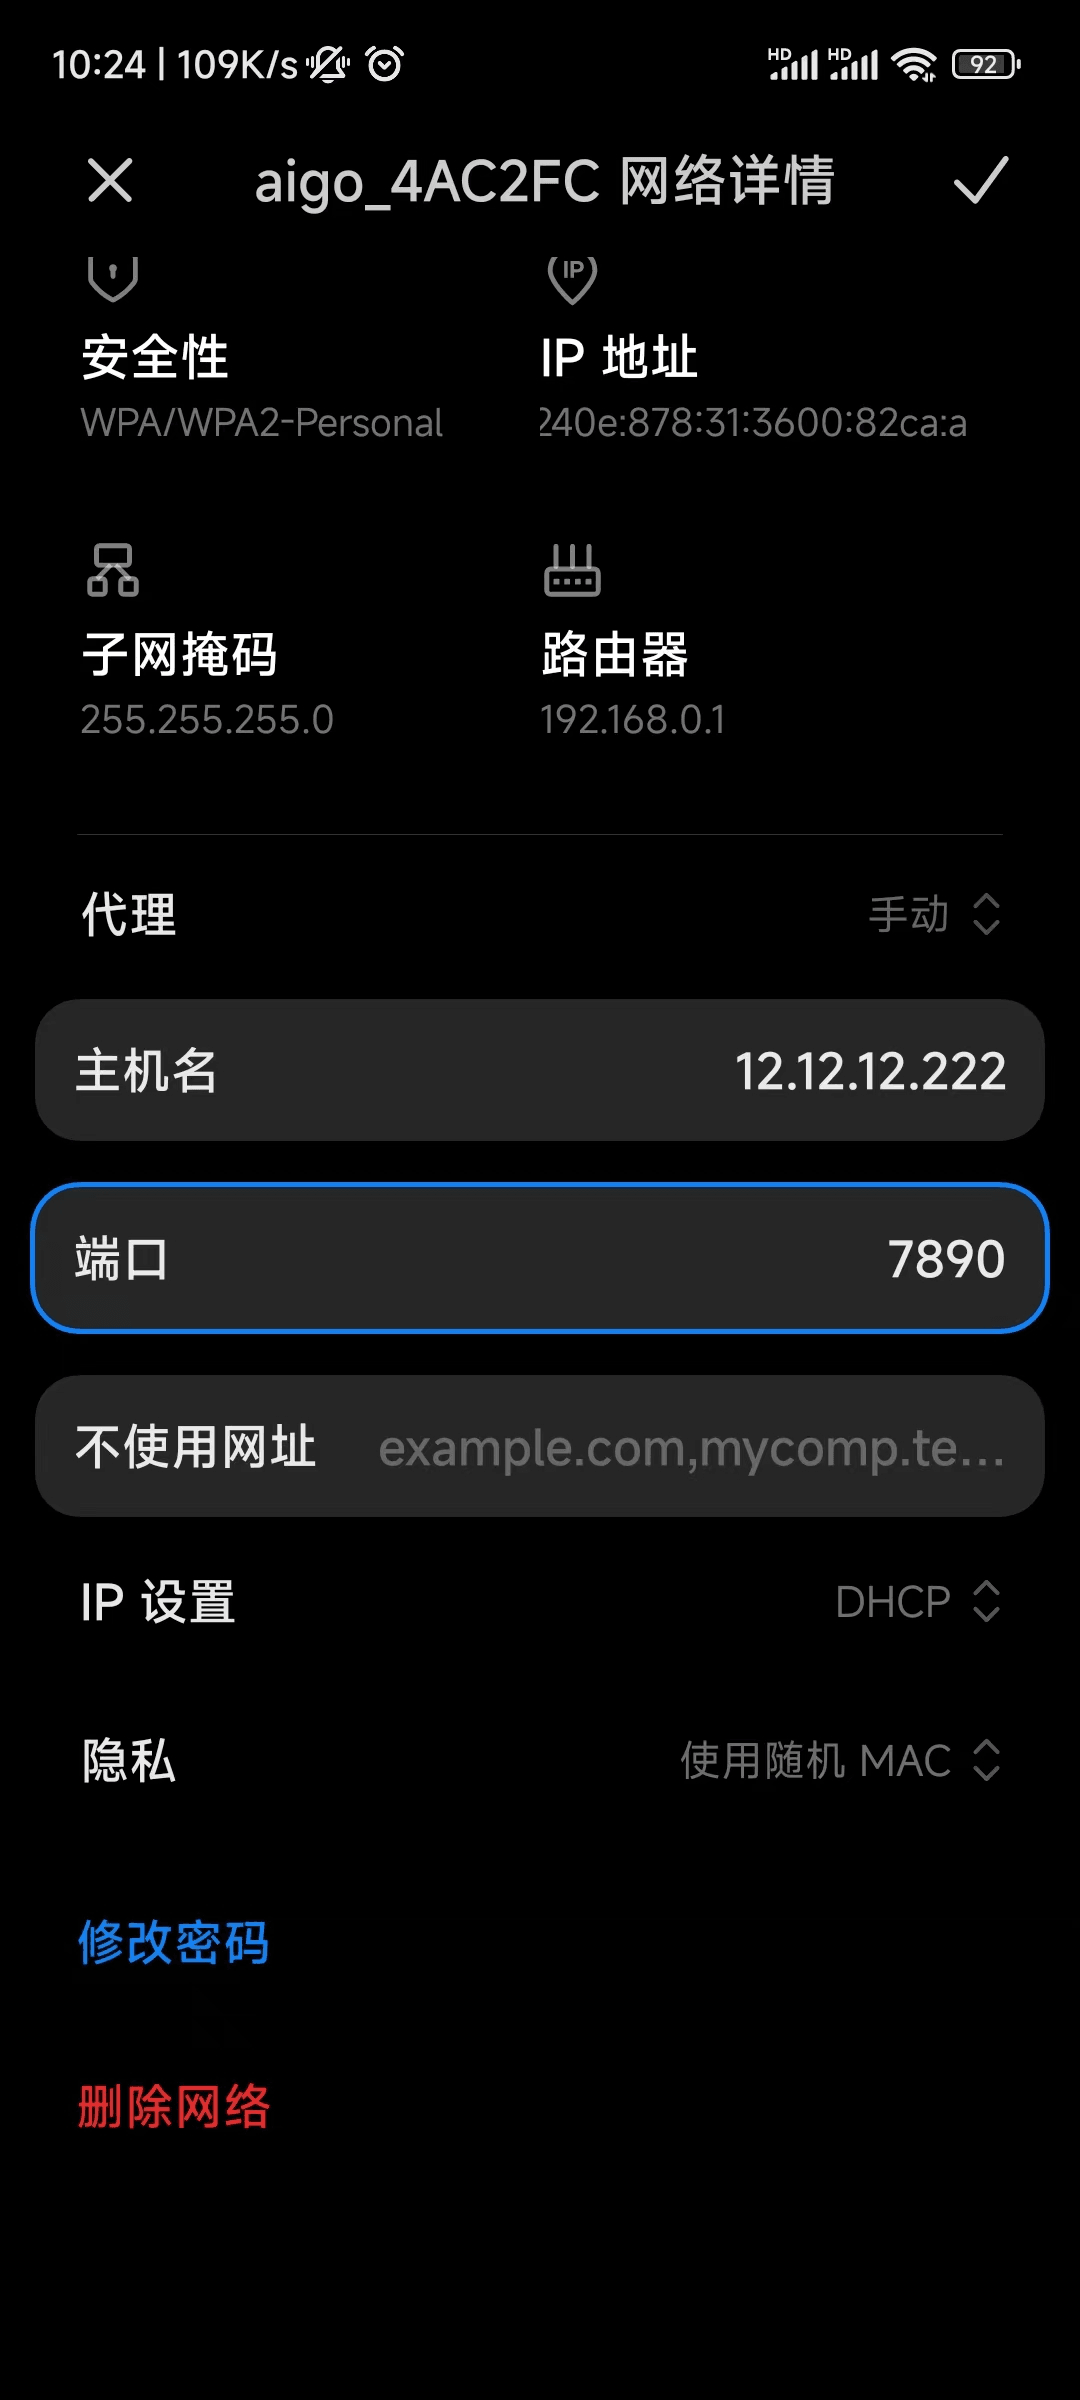 10:24 | 109K/s
HD HD 92
aigo_4AC2FC 网络详情
IP
安全性 IP 地址
WPA/WPA2-Personal 240e:878:31:3600:82ca:a
子网掩码 路由器
255.255.255.0 192.168.0.1
代理 手动
主机名 12.12.12.222
端口 7890
不使用网址 example.com,mycomp.te...
IP 设置 DHCP
隐私 使用随机 MAC
修改密码
删除网络